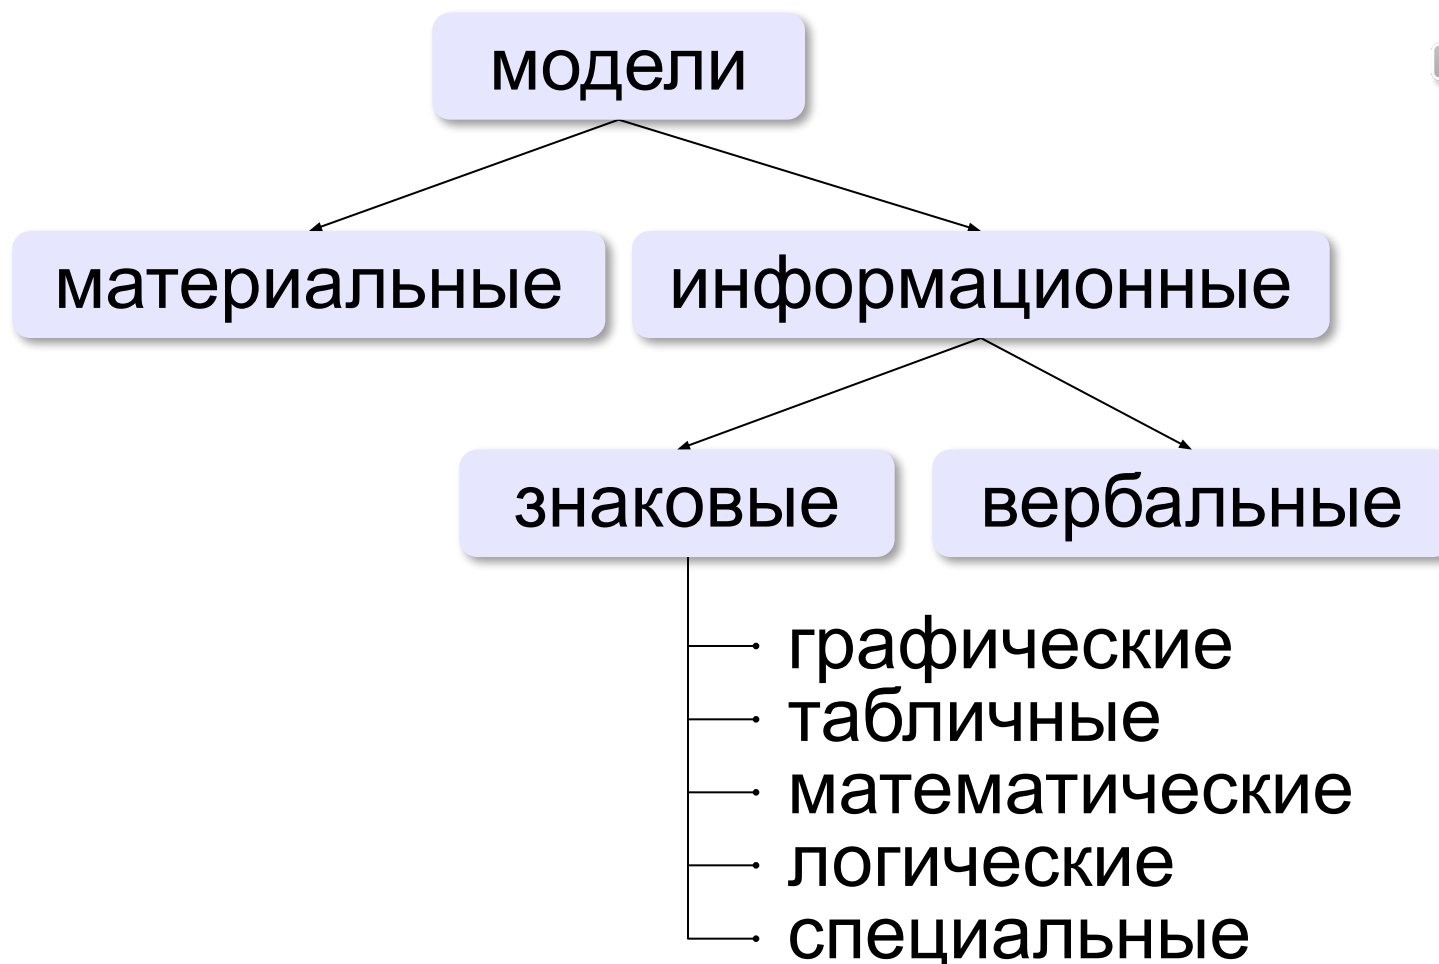 модели
материальные информационные
знаковые вербальные
графические
табличные
математические
логические
специальные